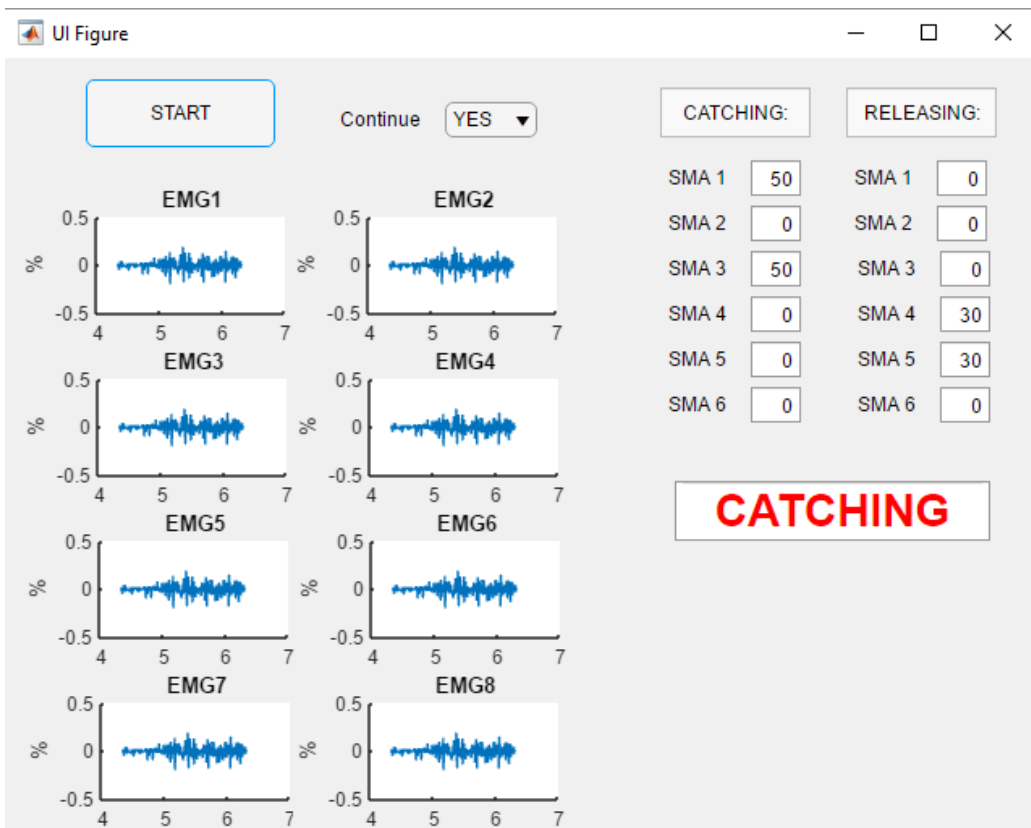 UI Figure
START
Continue YES
CATCHING: RELEASING:
SMA 1 50 SMA 1 0
SMA 2 0 SMA 2 0
SMA 3 50 SMA 3 0
SMA 4 0 SMA 4 30
SMA 5 0 SMA 5 30
SMA 6 0 SMA 6 0
CATCHING
EMG1
%
0.5
0
-0.5
4 5 6 7
EMG2
%
0.5
0
-0.5
4 5 6 7
EMG3
%
0.5
0
-0.5
4 5 6 7
EMG4
%
0.5
0
-0.5
4 5 6 7
EMG5
%
0.5
0
-0.5
4 5 6 7
EMG6
%
0.5
0
-0.5
4 5 6 7
EMG7
%
0.5
0
-0.5
4 5 6 7
EMG8
%
0.5
0
-0.5
4 5 6 7